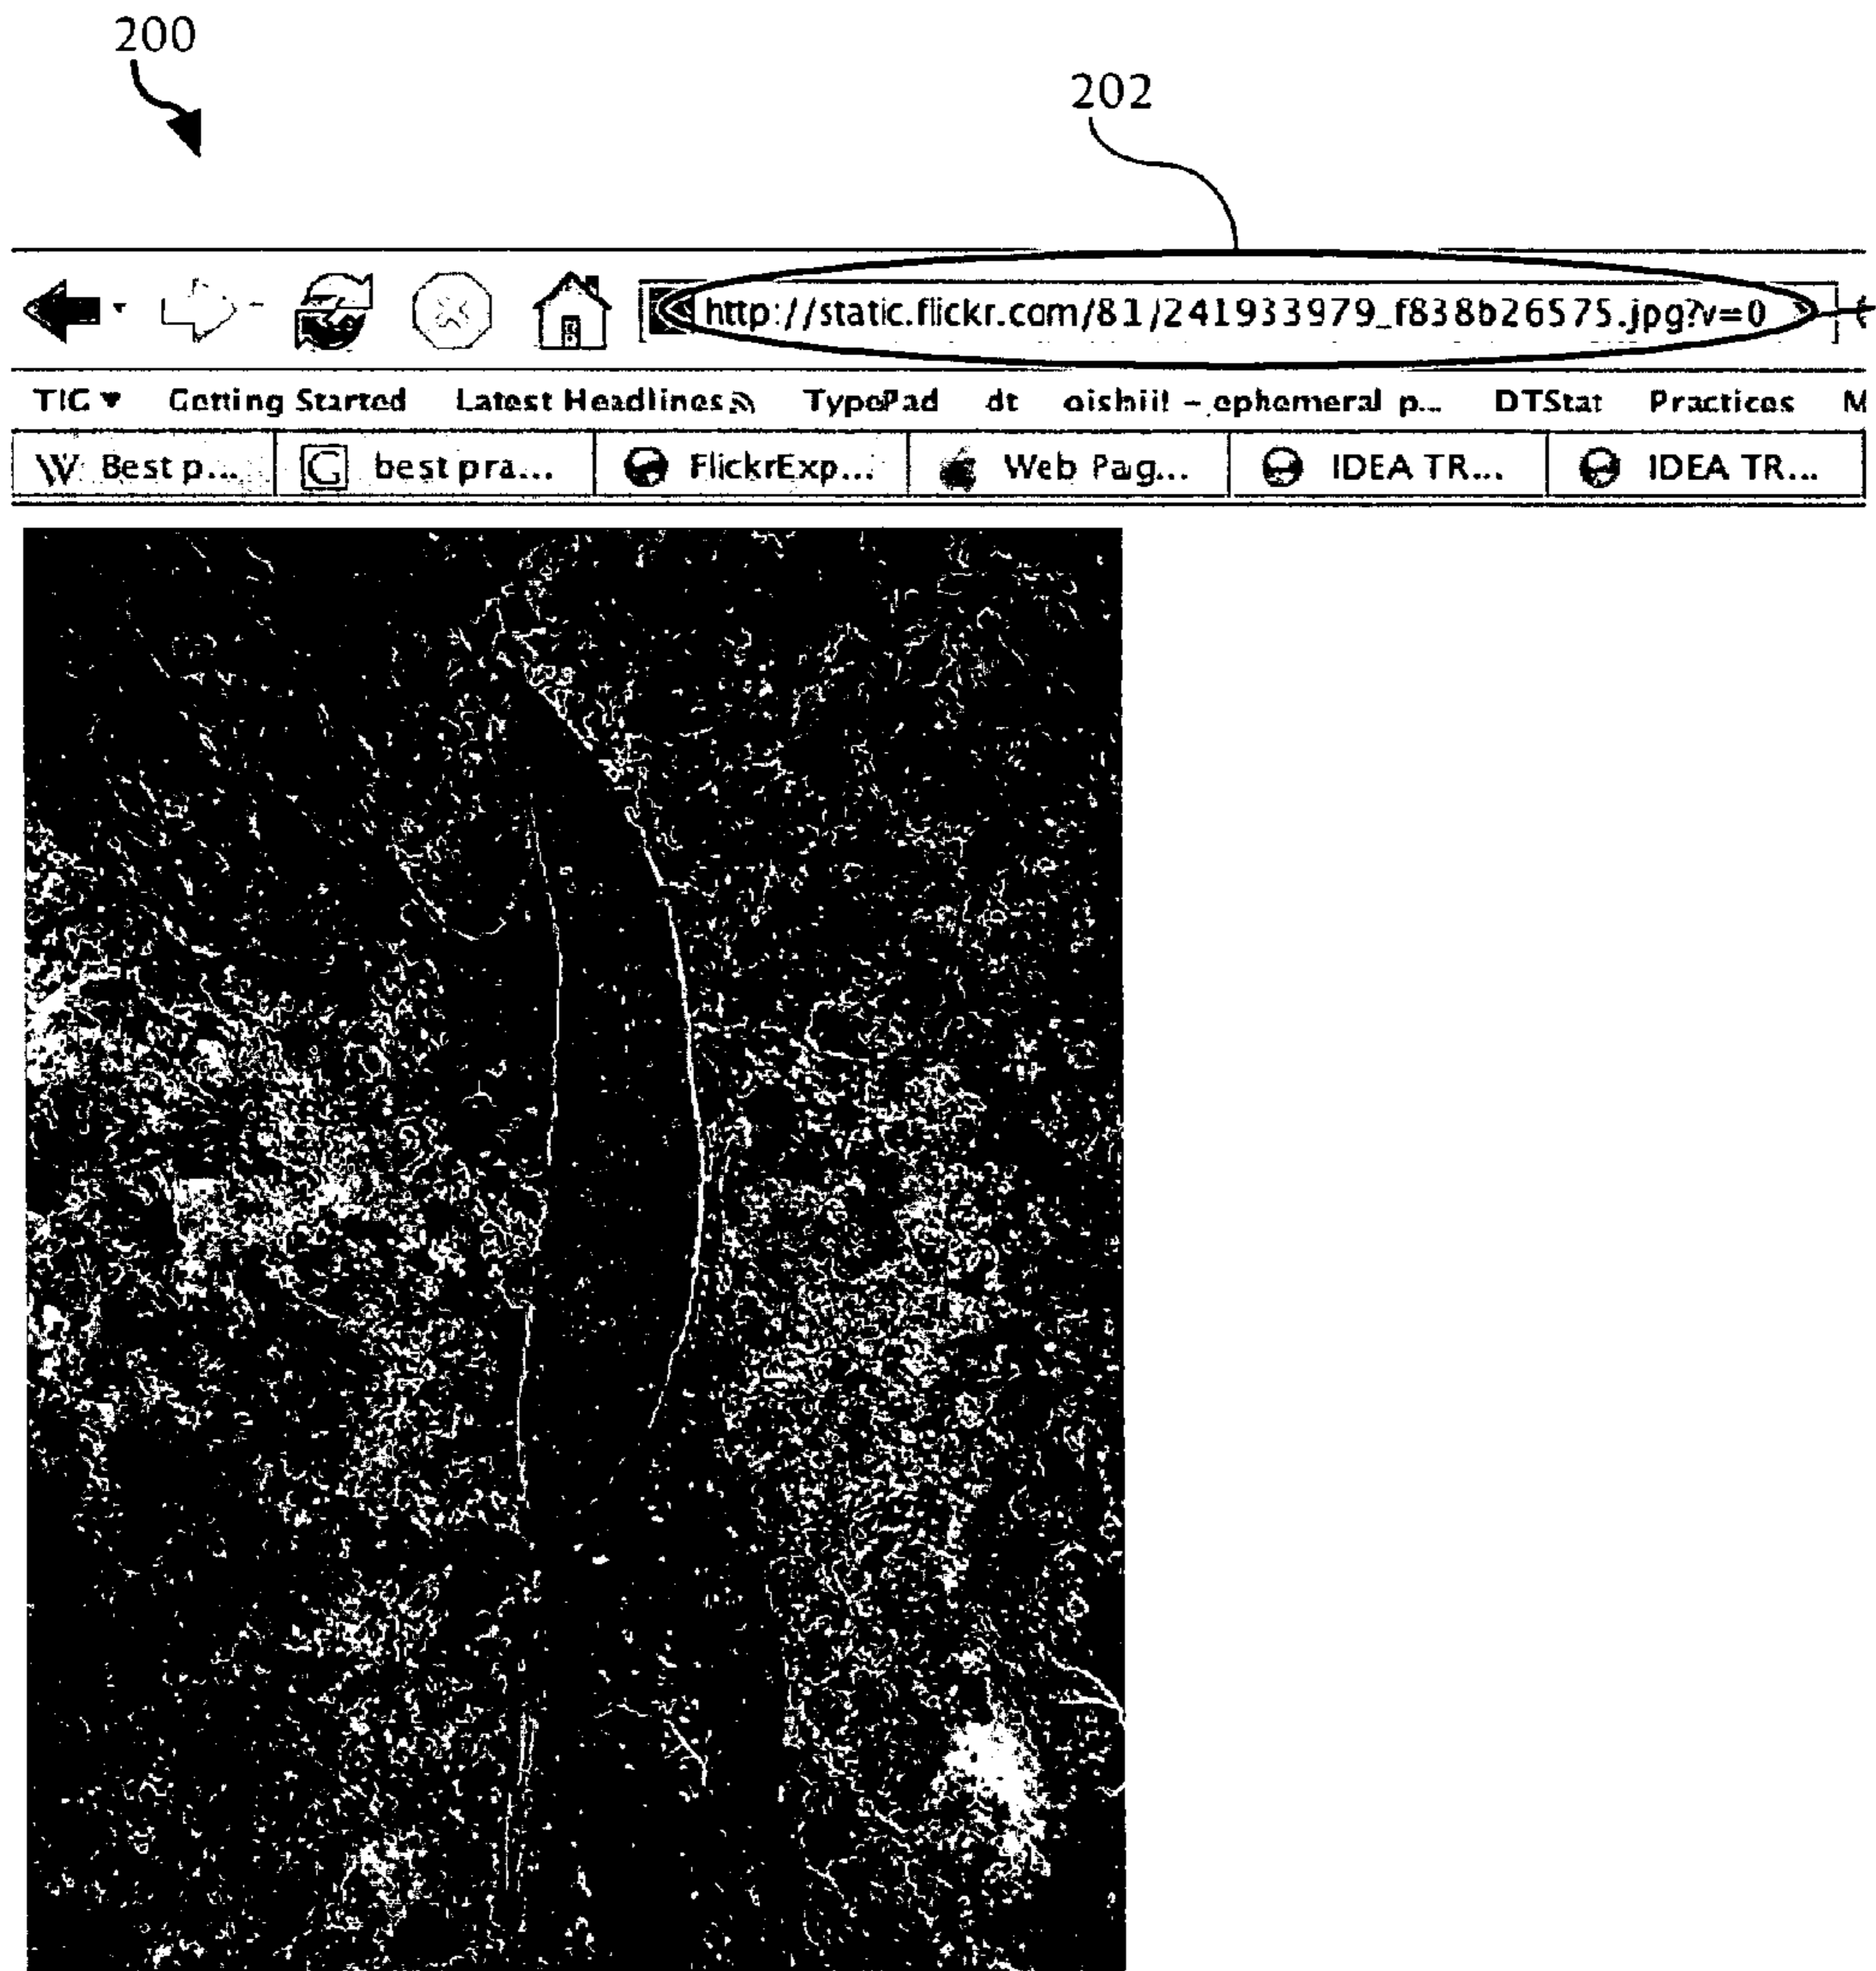 200
202
http://static.flickr.com/81/241933979_f838b26575.jpg?v=0
TIC Getting Started Latest Headlines TypePad dt oishiii! - ephemeral p... DTStat Practices M
W Best p... G best pra... FlickrExp... Web Pag... IDEA TR... IDEA TR...